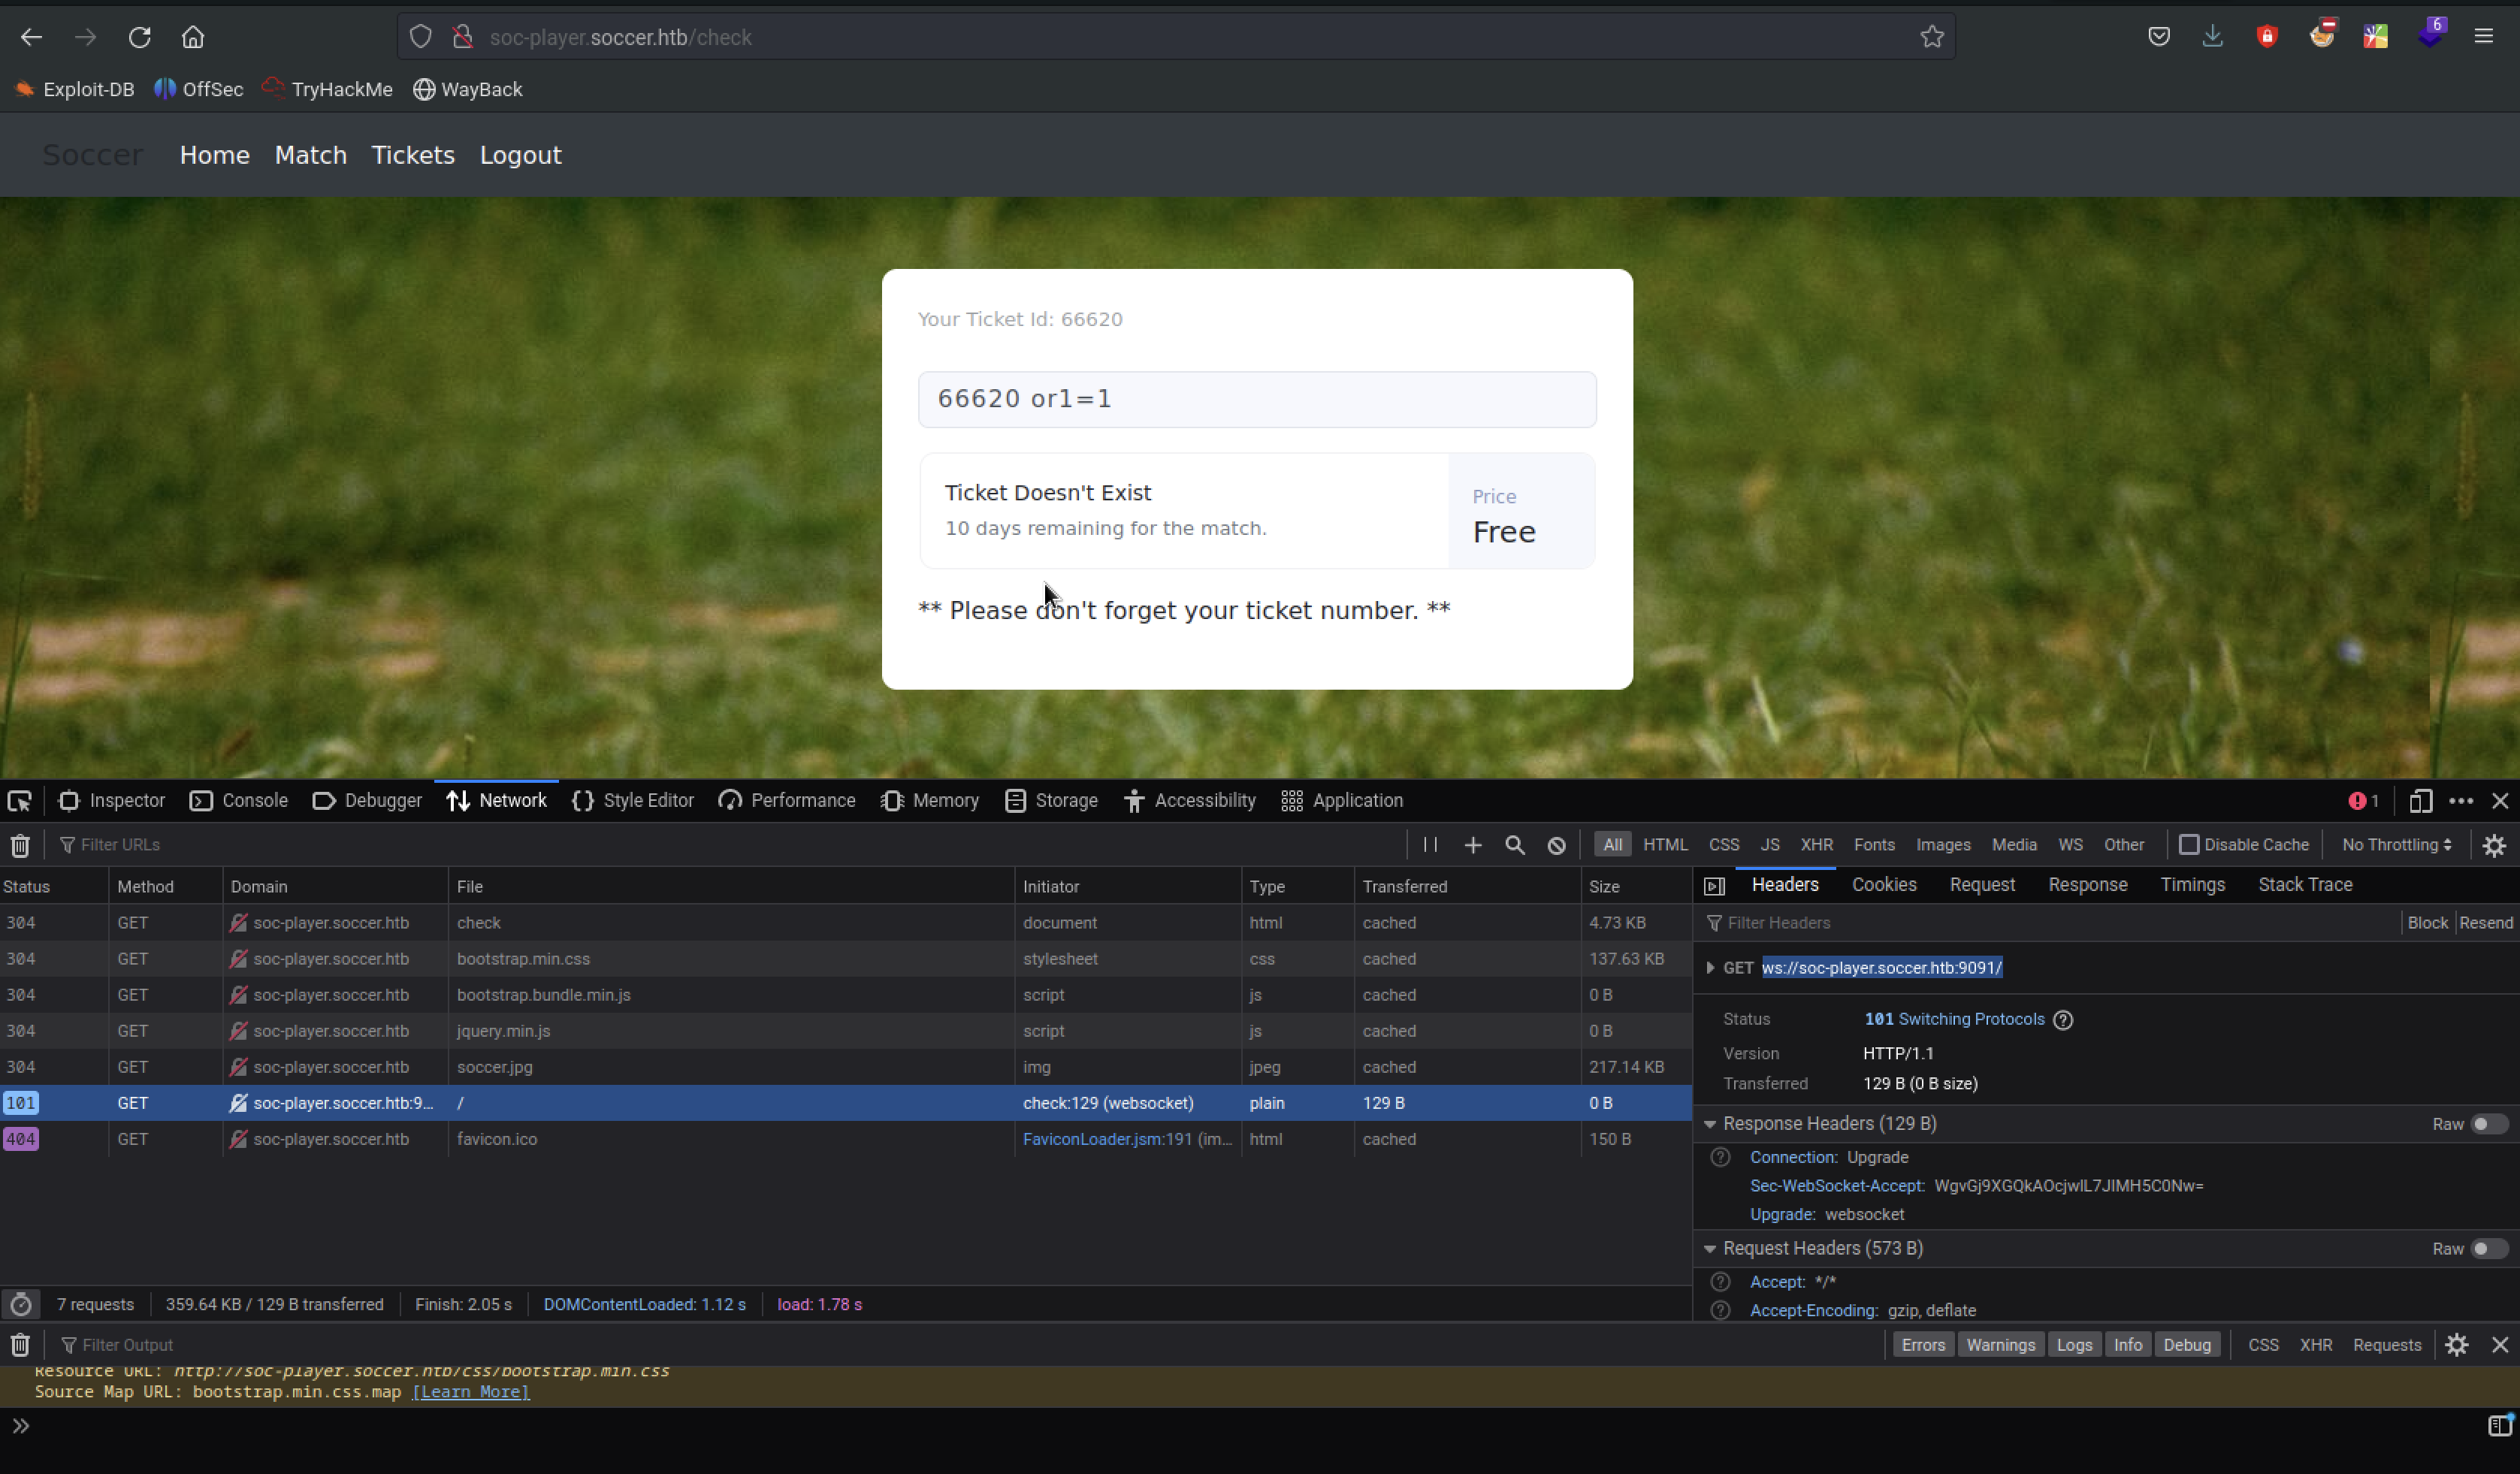 soc-player.soccer.htb/check
6
Exploit-DB OffSec TryHackMe WayBack
Soccer Home Match Tickets Logout
Your Ticket Id: 66620
66620 or1=1
Ticket Doesn't Exist
10 days remaining for the match.
Price
Free
** Please don't forget your ticket number. **
Inspector Console Debugger Network Style Editor Performance Memory Storage Accessibility Application 1
Filter URLs All HTML CSS JS XHR Fonts Images Media WS Other Disable Cache No Throttling
Status Method Domain File Initiator Type Transferred Size
304 GET soc-player.soccer.htb check document html cached 4.73 KB
304 GET soc-player.soccer.htb bootstrap.min.css stylesheet css cached 137.63 KB
304 GET soc-player.soccer.htb bootstrap.bundle.min.js script js cached 0 B
304 GET soc-player.soccer.htb jquery.min.js script js cached 0 B
304 GET soc-player.soccer.htb soccer.jpg img jpeg cached 217.14 KB
101 GET soc-player.soccer.htb:9... / check:129 (websocket) plain 129 B 0 B
404 GET soc-player.soccer.htb favicon.ico FaviconLoader.jsm:191 (im... html cached 150 B
7 requests 359.64 KB / 129 B transferred Finish: 2.05 s DOMContentLoaded: 1.12 s load: 1.78 s
Headers Cookies Request Response Timings Stack Trace
Filter Headers Block Resend
GET ws://soc-player.soccer.htb:9091/
Status 101 Switching Protocols
Version HTTP/1.1
Transferred 129 B (0 B size)
Response Headers (129 B) Raw
Connection: Upgrade
Sec-WebSocket-Accept: WgvGj9XGQkAOcjwIL7JIMH5C0Nw=
Upgrade: websocket
Request Headers (573 B) Raw
Accept: */*
Accept-Encoding: gzip, deflate
Filter Output Errors Warnings Logs Info Debug CSS XHR Requests
Resource URL: http://soc-player.soccer.htb/css/bootstrap.min.css
Source Map URL: bootstrap.min.css.map [Learn More]